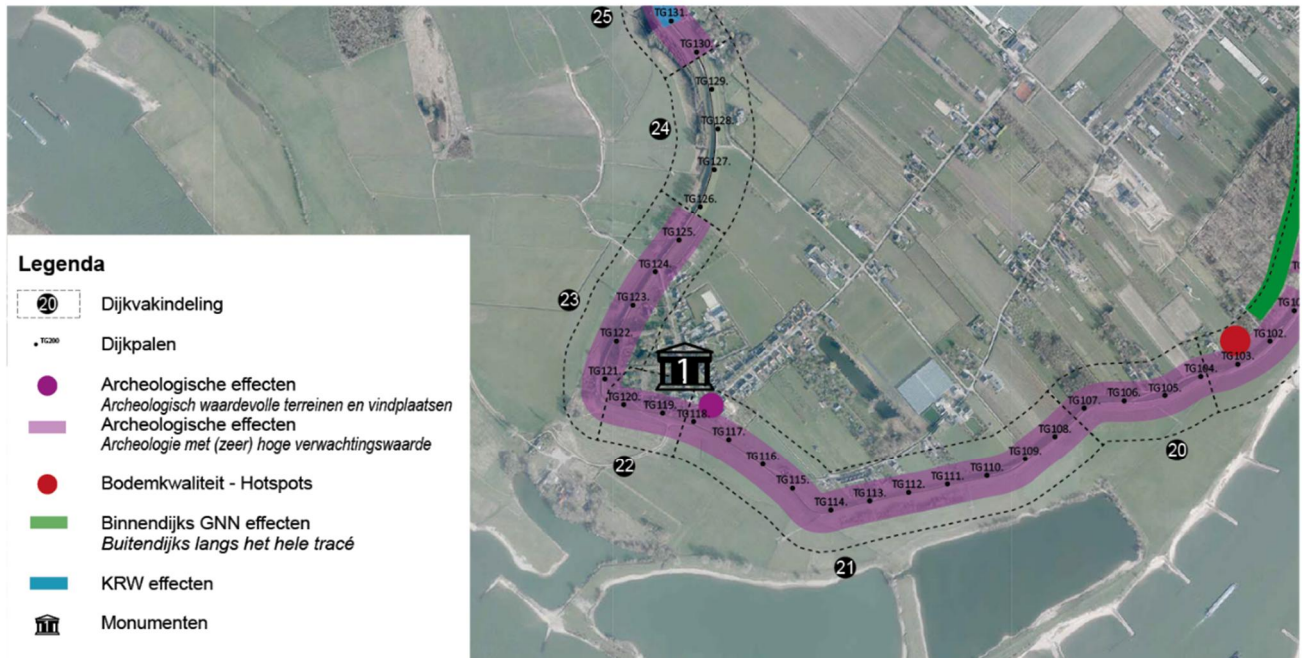 25
TG131.
TG130.
TG129.
24
TG128.
TG127.
TG126.
TG125.
TG124.
23
TG123.
TG122.
TG121.
TG120.
TG119.
1
TG118.
TG117.
22
TG116.
TG115.
TG114.
TG113.
TG112.
TG111.
TG110.
TG109.
TG108.
TG107.
TG106.
TG105.
TG104.
TG103.
TG102.
20
21
Legenda
20 Dijkvakindeling
TG200 Dijkpalen
Archeologische effecten
Archeologisch waardevolle terreinen en vindplaatsen
Archeologische effecten
Archeologie met (zeer) hoge verwachtingswaarde
Bodemkwaliteit - Hotspots
Binnendijks GNN effecten
Buitendijks langs het hele tracé
KRW effecten
1 Monumenten